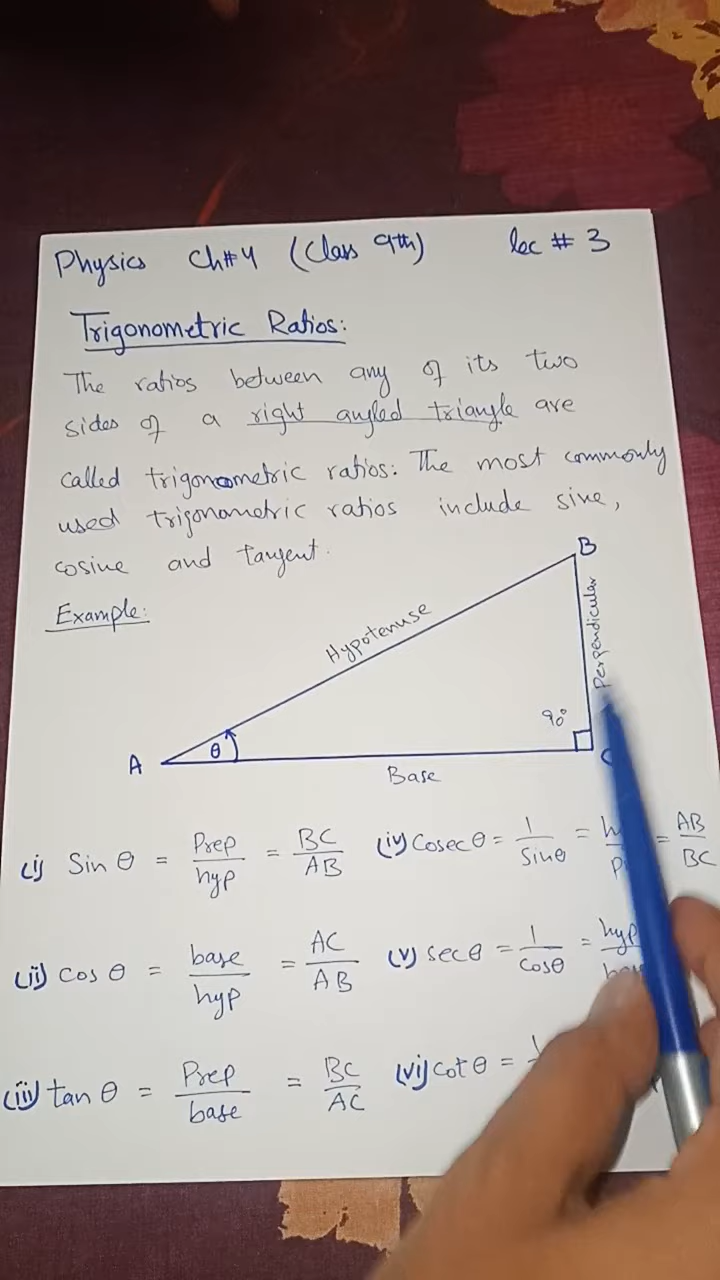 Physics Ch#4 (Class 9th) lec # 3
Trigonometric Ratios:
The ratios between any of its two
sides of a right angled triangle are
called trigonometric ratios. The most commonly
used trigonometric ratios include sine,
cosine and tangent.
Example:
B
Hypotenuse
Perpendicular
90°
A θ
Base
(i) Sin θ = Prep/hyp = BC/AB (iv) Cosec θ = 1/Sinθ = = AB/BC
(ii) Cos θ = base/hyp = AC/AB (v) sec θ = 1/Cosθ = hyp
(iii) tan θ = Prep/base = BC/AC (vi) cot θ =